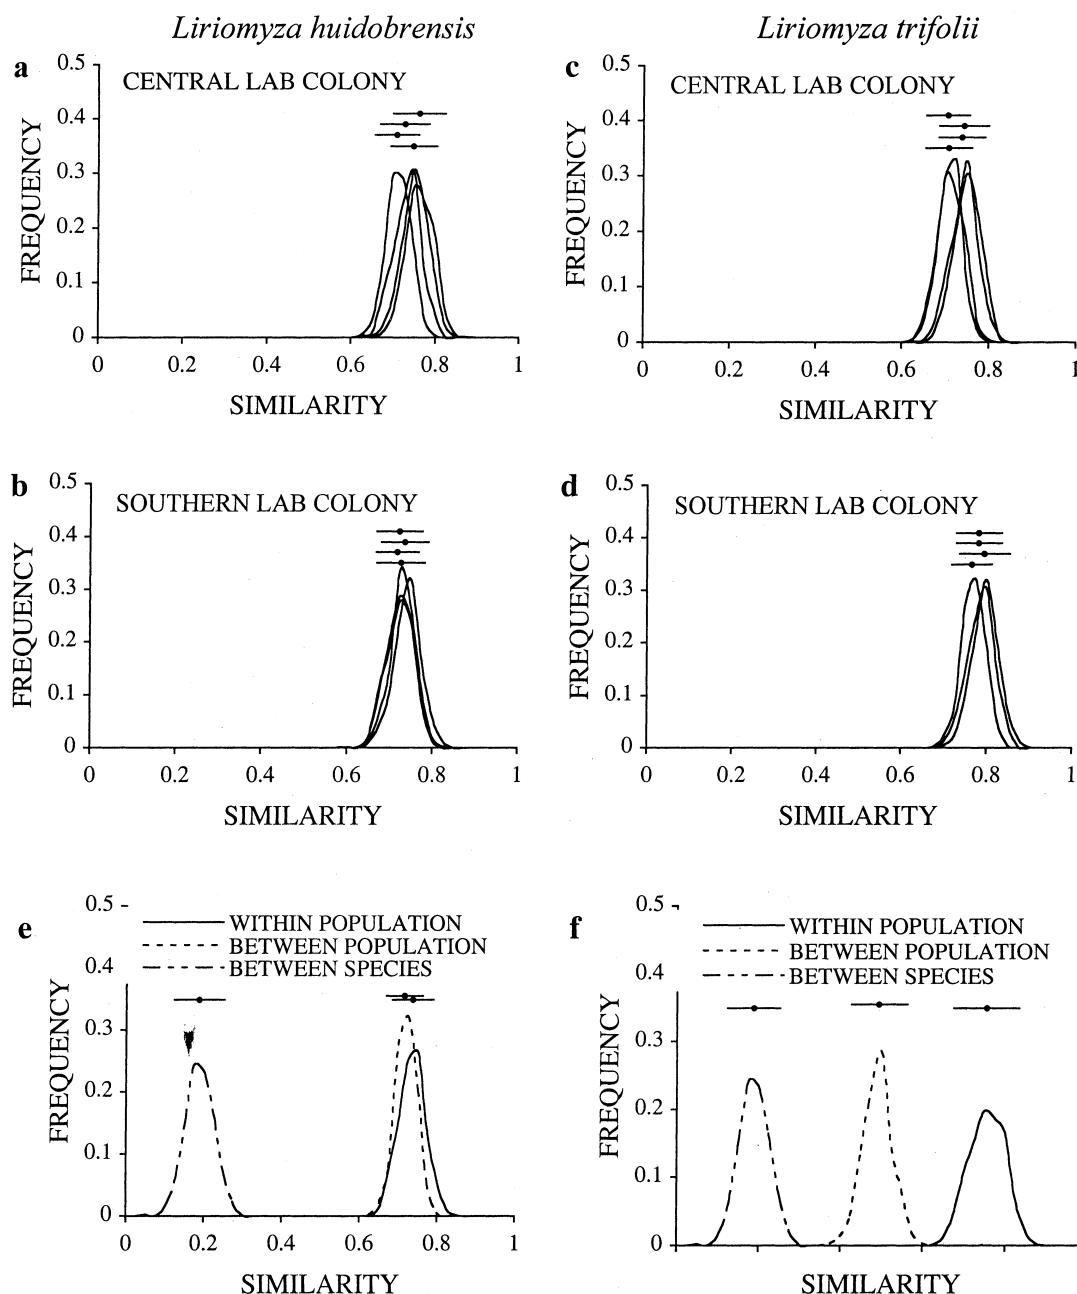 Liriomyza huidobrensis
Liriomyza trifolii
a
CENTRAL LAB COLONY
FREQUENCY
0.5
0.4
0.3
0.2
0.1
0
0 0.2 0.4 0.6 0.8 1
SIMILARITY
c
CENTRAL LAB COLONY
FREQUENCY
0.5
0.4
0.3
0.2
0.1
0
0 0.2 0.4 0.6 0.8 1
SIMILARITY
b
SOUTHERN LAB COLONY
FREQUENCY
0.5
0.4
0.3
0.2
0.1
0
0 0.2 0.4 0.6 0.8 1
SIMILARITY
d
SOUTHERN LAB COLONY
FREQUENCY
0.5
0.4
0.3
0.2
0.1
0
0 0.2 0.4 0.6 0.8 1
SIMILARITY
e
WITHIN POPULATION
BETWEEN POPULATION
BETWEEN SPECIES
FREQUENCY
0.5
0.4
0.3
0.2
0.1
0
0 0.2 0.4 0.6 0.8 1
SIMILARITY
f
WITHIN POPULATION
BETWEEN POPULATION
BETWEEN SPECIES
FREQUENCY
0.5
0.4
0.3
0.2
0.1
0
SIMILARITY